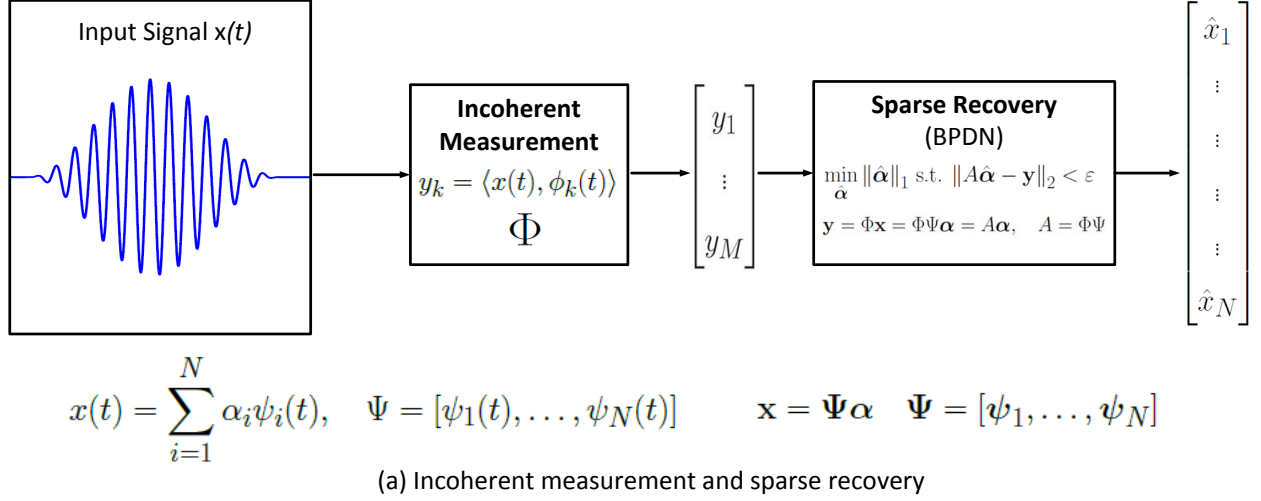 Input Signal x(t)
Incoherent
Measurement
y_k = ⟨x(t), ϕ_k(t)⟩
Φ
y_1
⋮
y_M
Sparse Recovery
(BPDN)
min_α̂ ‖α̂‖_1 s.t. ‖Aα̂ − y‖_2 < ε
y = Φx = ΦΨα = Aα, A = ΦΨ
x̂_1
⋮
⋮
⋮
⋮
x̂_N
x(t) = ∑_{i=1}^{N} α_i ψ_i(t), Ψ = [ψ_1(t), . . . , ψ_N(t)] x = Ψα Ψ = [ψ_1, . . . , ψ_N]
(a) Incoherent measurement and sparse recovery